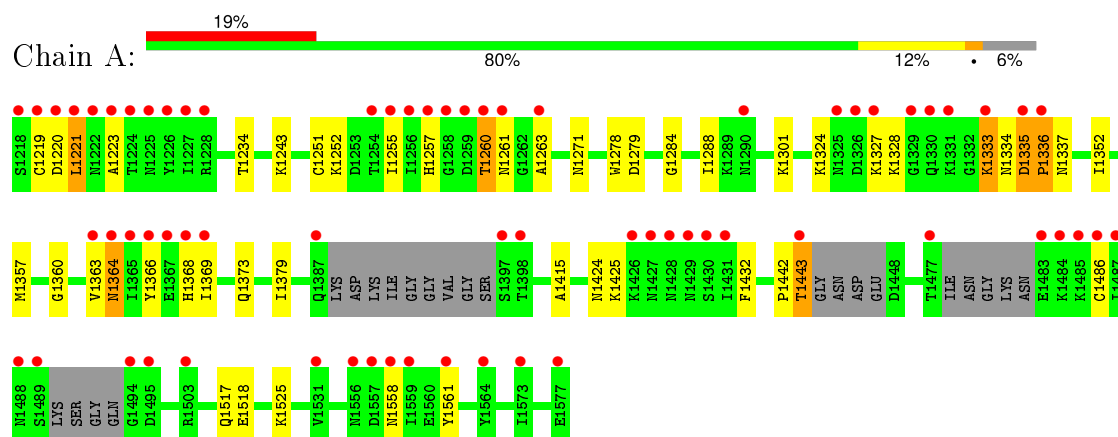 19%
Chain A:
80% 12% • 6%
S1218 C1219 D1220 L1221 N1222 A1223 T1224 N1225 Y1226 I1227 R1228 T1234 K1243 C1251 K1252 D1253 T1254 I1255 I1256 H1257 G1258 D1259 T1260 N1261 G1262 A1263 N1271 W1278 D1279 G1284 I1288 K1289 N1290 K1301 K1324 N1325 D1326 K1327 K1328 G1329 Q1330 K1331 G1332 K1333 N1334 D1335 P1336 N1337 I1352
M1357 G1360 V1363 N1364 I1365 Y1366 E1367 H1368 I1369 Q1373 I1379 Q1387 LYS ASP LYS ILE GLY GLY VAL GLY SER S1397 T1398 A1415 N1424 K1425 K1426 N1427 N1428 N1429 S1430 I1431 F1432 P1442 T1443 GLY ASN ASP GLU D1448 T1477 ILE ASN GLY LYS ASN E1483 K1484 K1485 C1486 I1487
N1488 S1489 LYS SER GLY GLN G1494 D1495 R1503 Q1517 E1518 K1525 V1531 N1556 D1557 N1558 I1559 E1560 Y1561 Y1564 I1573 E1577